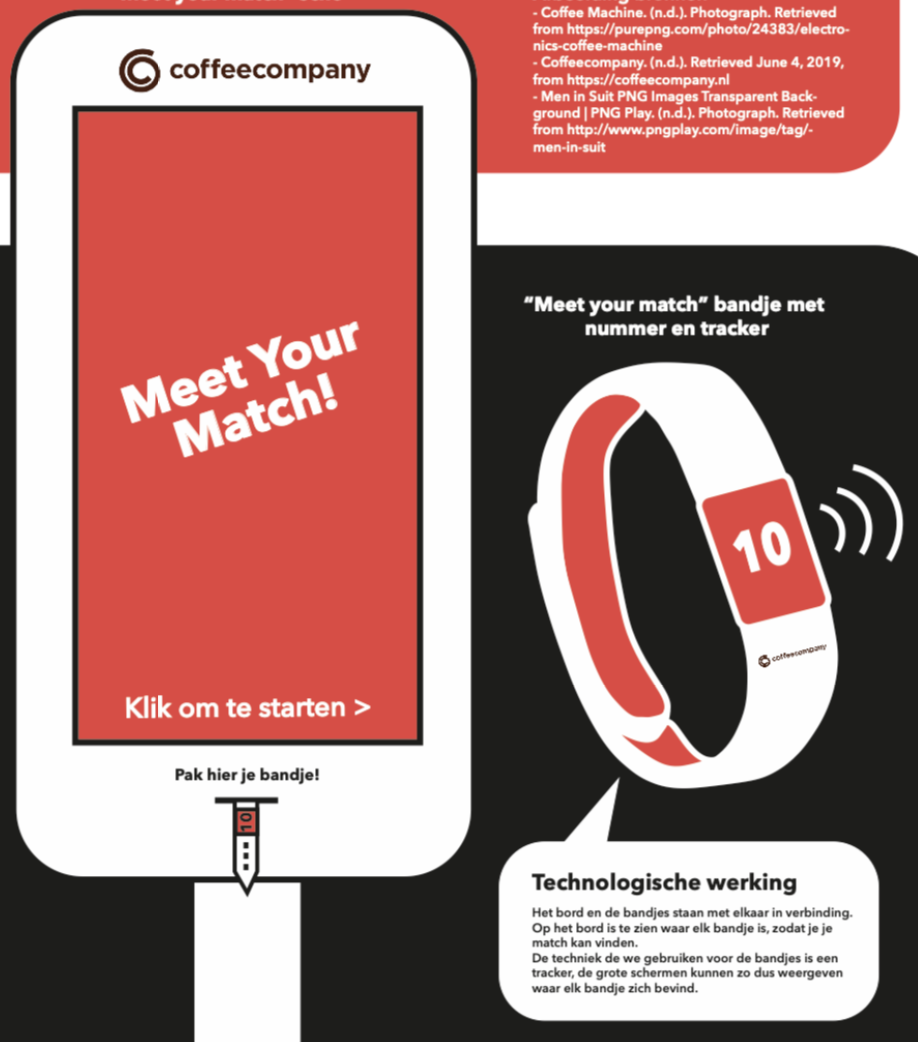 - Coffee Machine. (n.d.). Photograph. Retrieved
from https://purepng.com/photo/24383/electro-
nics-coffee-machine
- Coffeecompany. (n.d.). Retrieved June 4, 2019,
from https://coffeecompany.nl
- Men in Suit PNG Images Transparent Back-
ground | PNG Play. (n.d.). Photograph. Retrieved
from http://www.pngplay.com/image/tag/-
men-in-suit
coffeecompany
Meet Your
Match!
Klik om te starten >
Pak hier je bandje!
10
"Meet your match" bandje met
nummer en tracker
10
coffeecompany
Technologische werking
Het bord en de bandjes staan met elkaar in verbinding.
Op het bord is te zien waar elk bandje is, zodat je je
match kan vinden.
De techniek de we gebruiken voor de bandjes is een
tracker, de grote schermen kunnen zo dus weergeven
waar elk bandje zich bevind.